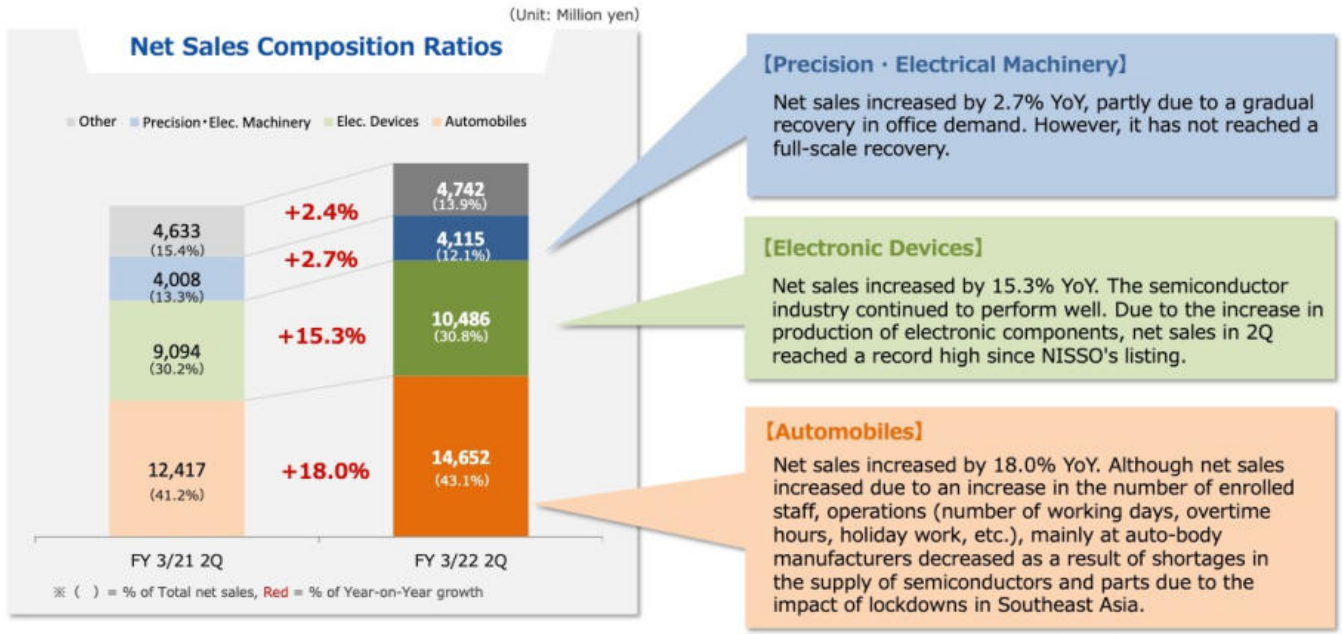 (Unit: Million yen)
Net Sales Composition Ratios
Other Precision・Elec. Machinery Elec. Devices Automobiles
4,633
(15.4%)
4,008
(13.3%)
9,094
(30.2%)
12,417
(41.2%)
+2.4%
+2.7%
+15.3%
+18.0%
4,742
(13.9%)
4,115
(12.1%)
10,486
(30.8%)
14,652
(43.1%)
FY 3/21 2Q
FY 3/22 2Q
※ ( ) = % of Total net sales, Red = % of Year-on-Year growth
【Precision・Electrical Machinery】
Net sales increased by 2.7% YoY, partly due to a gradual
recovery in office demand. However, it has not reached a
full-scale recovery.
【Electronic Devices】
Net sales increased by 15.3% YoY. The semiconductor
industry continued to perform well. Due to the increase in
production of electronic components, net sales in 2Q
reached a record high since NISSO's listing.
【Automobiles】
Net sales increased by 18.0% YoY. Although net sales
increased due to an increase in the number of enrolled
staff, operations (number of working days, overtime
hours, holiday work, etc.), mainly at auto-body
manufacturers decreased as a result of shortages in
the supply of semiconductors and parts due to the
impact of lockdowns in Southeast Asia.